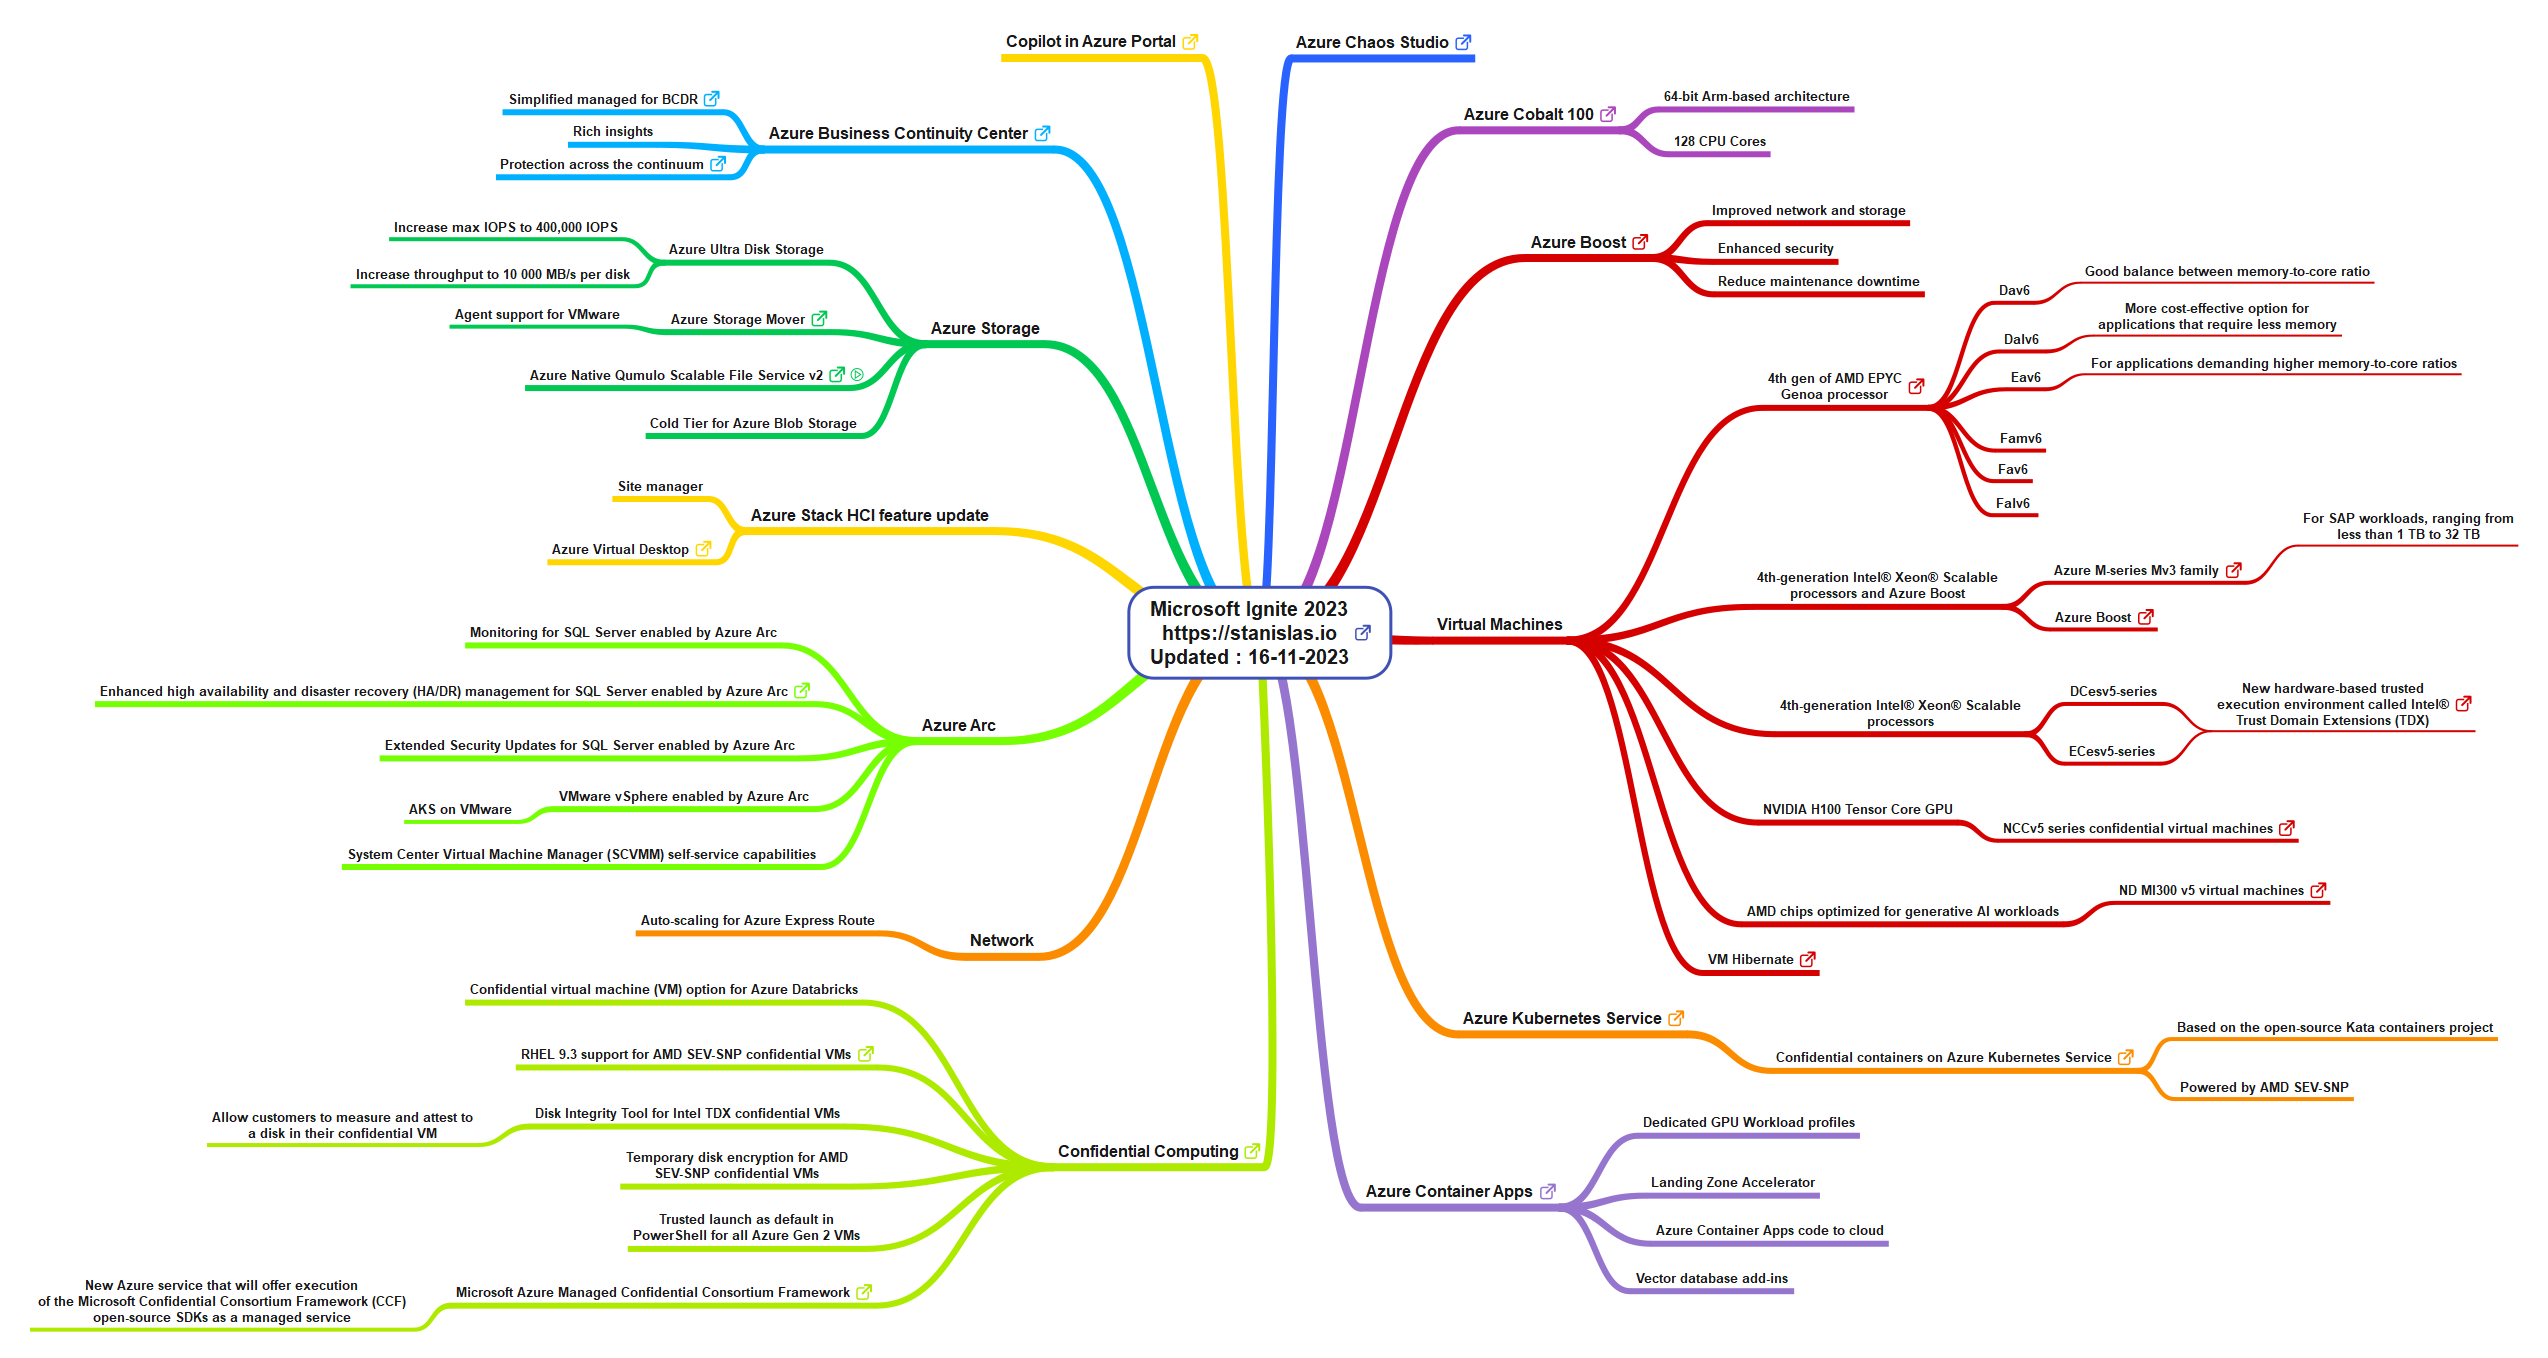 Microsoft Ignite 2023
https://stanislas.io
Updated : 16-11-2023
Azure Chaos Studio
Azure Cobalt 100
64-bit Arm-based architecture
128 CPU Cores
Azure Boost
Improved network and storage
Enhanced security
Reduce maintenance downtime
Virtual Machines
4th gen of AMD EPYC
Genoa processor
Dav6
Good balance between memory-to-core ratio
Dalv6
More cost-effective option for
applications that require less memory
Eav6
For applications demanding higher memory-to-core ratios
Famv6
Fav6
Falv6
4th-generation Intel® Xeon® Scalable
processors and Azure Boost
Azure M-series Mv3 family
For SAP workloads, ranging from
less than 1 TB to 32 TB
Azure Boost
4th-generation Intel® Xeon® Scalable
processors
DCesv5-series
ECesv5-series
New hardware-based trusted
execution environment called Intel®
Trust Domain Extensions (TDX)
NVIDIA H100 Tensor Core GPU
NCCv5 series confidential virtual machines
AMD chips optimized for generative AI workloads
ND MI300 v5 virtual machines
VM Hibernate
Azure Kubernetes Service
Confidential containers on Azure Kubernetes Service
Based on the open-source Kata containers project
Powered by AMD SEV-SNP
Azure Container Apps
Dedicated GPU Workload profiles
Landing Zone Accelerator
Azure Container Apps code to cloud
Vector database add-ins
Copilot in Azure Portal
Azure Business Continuity Center
Simplified managed for BCDR
Rich insights
Protection across the continuum
Azure Storage
Azure Ultra Disk Storage
Increase max IOPS to 400,000 IOPS
Increase throughput to 10 000 MB/s per disk
Azure Storage Mover
Agent support for VMware
Azure Native Qumulo Scalable File Service v2
Cold Tier for Azure Blob Storage
Azure Stack HCI feature update
Site manager
Azure Virtual Desktop
Azure Arc
Monitoring for SQL Server enabled by Azure Arc
Enhanced high availability and disaster recovery (HA/DR) management for SQL Server enabled by Azure Arc
Extended Security Updates for SQL Server enabled by Azure Arc
VMware vSphere enabled by Azure Arc
AKS on VMware
System Center Virtual Machine Manager (SCVMM) self-service capabilities
Network
Auto-scaling for Azure Express Route
Confidential Computing
Confidential virtual machine (VM) option for Azure Databricks
RHEL 9.3 support for AMD SEV-SNP confidential VMs
Disk Integrity Tool for Intel TDX confidential VMs
Allow customers to measure and attest to
a disk in their confidential VM
Temporary disk encryption for AMD
SEV-SNP confidential VMs
Trusted launch as default in
PowerShell for all Azure Gen 2 VMs
Microsoft Azure Managed Confidential Consortium Framework
New Azure service that will offer execution
of the Microsoft Confidential Consortium Framework (CCF)
open-source SDKs as a managed service